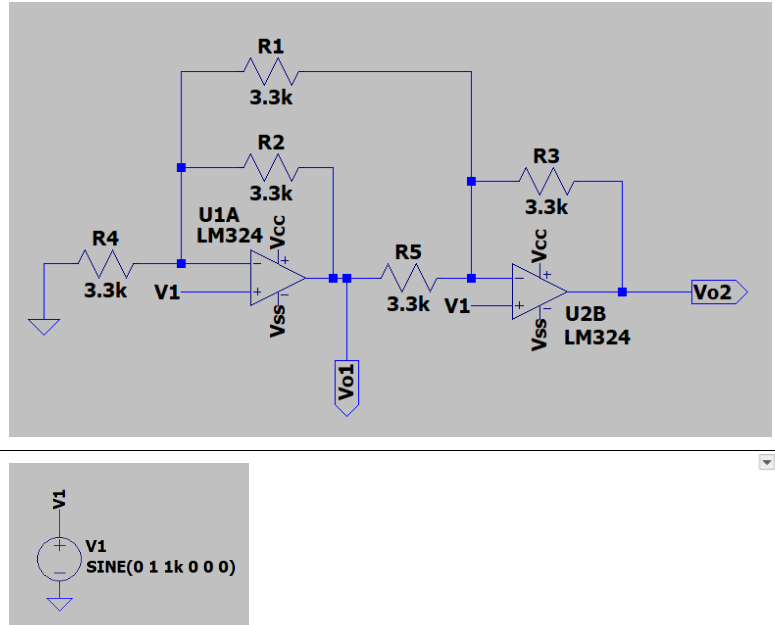 R1
3.3k
R2
3.3k
R3
3.3k
U1A
LM324
Vcc
+
R4
3.3k
−
V1
+
−
Vss
R5
3.3k
Vcc
+
−
V1
+
−
Vss
U2B
LM324
Vo2
Vo1
V1
+
V1
−
SINE(0 1 1k 0 0 0)